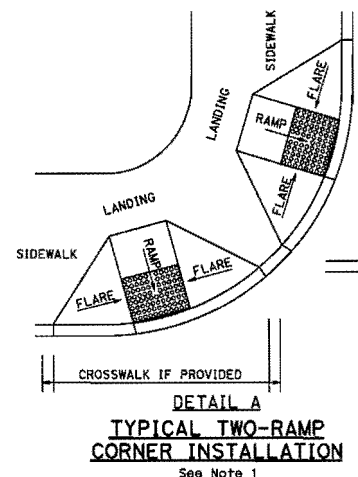 SIDEWALK
FLARE
LANDING
RAMP
FLARE
LANDING
SIDEWALK
RAMP
FLARE
FLARE
CROSSWALK IF PROVIDED
DETAIL A
TYPICAL TWO-RAMP
CORNER INSTALLATION
See Note 1